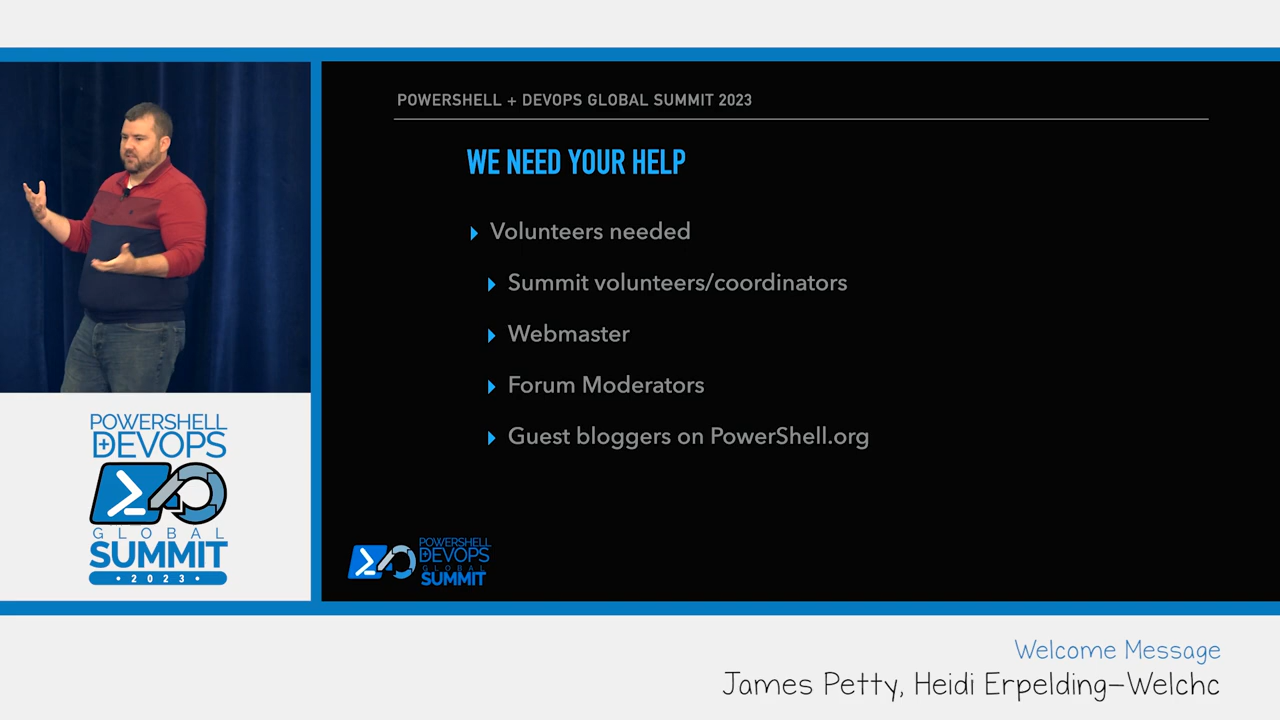 POWERSHELL + DEVOPS GLOBAL SUMMIT 2023
WE NEED YOUR HELP
Volunteers needed
Summit volunteers/coordinators
Webmaster
Forum Moderators
Guest bloggers on PowerShell.org
POWERSHELL
+DEVOPS
GLOBAL
SUMMIT
• 2023 •
POWERSHELL
+DEVOPS
GLOBAL
SUMMIT
Welcome Message
James Petty, Heidi Erpelding-Welchc